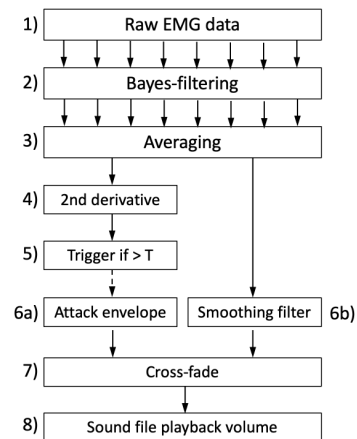 1) Raw EMG data
2) Bayes-filtering
3) Averaging
4) 2nd derivative
5) Trigger if > T
6a) Attack envelope Smoothing filter 6b)
7) Cross-fade
8) Sound file playback volume